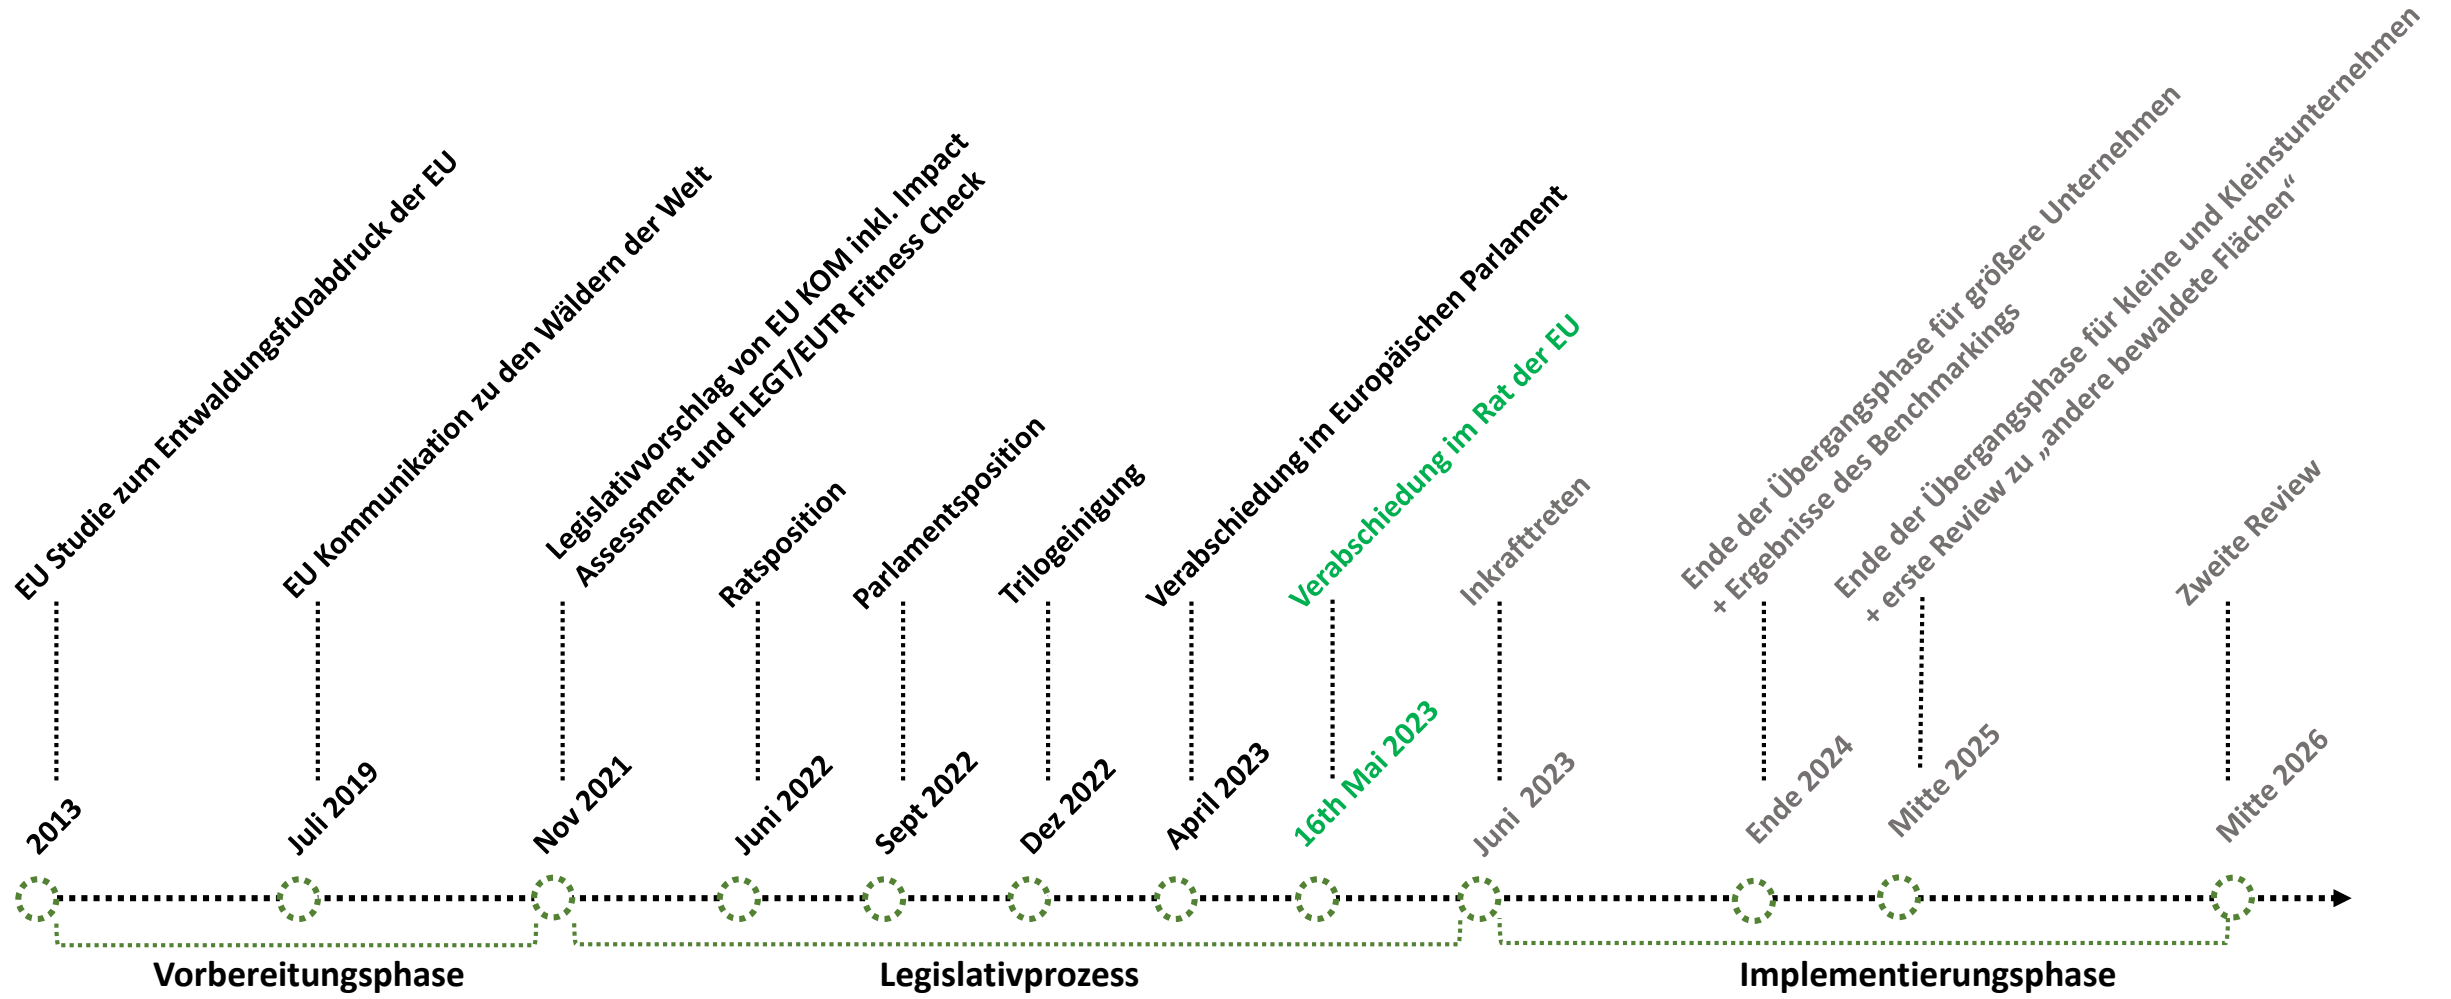 EU Studie zum Entwaldungsfu0abdruck der EU
EU Kommunikation zu den Wäldern der Welt
Legislativvorschlag von EU KOM inkl. Impact
Assessment und FLEGT/EUTR Fitness Check
Ratsposition
Parlamentsposition
Trilogeinigung
Verabschiedung im Europäischen Parlament
Verabschiedung im Rat der EU
Inkrafttreten
Ende der Übergangsphase für größere Unternehmen
+ Ergebnisse des Benchmarkings
Ende der Übergangsphase für kleine und Kleinstunternehmen
+ erste Review zu „andere bewaldete Flächen“
Zweite Review
2013
Juli 2019
Nov 2021
Juni 2022
Sept 2022
Dez 2022
April 2023
16th Mai 2023
Juni 2023
Ende 2024
Mitte 2025
Mitte 2026
Vorbereitungsphase
Legislativprozess
Implementierungsphase